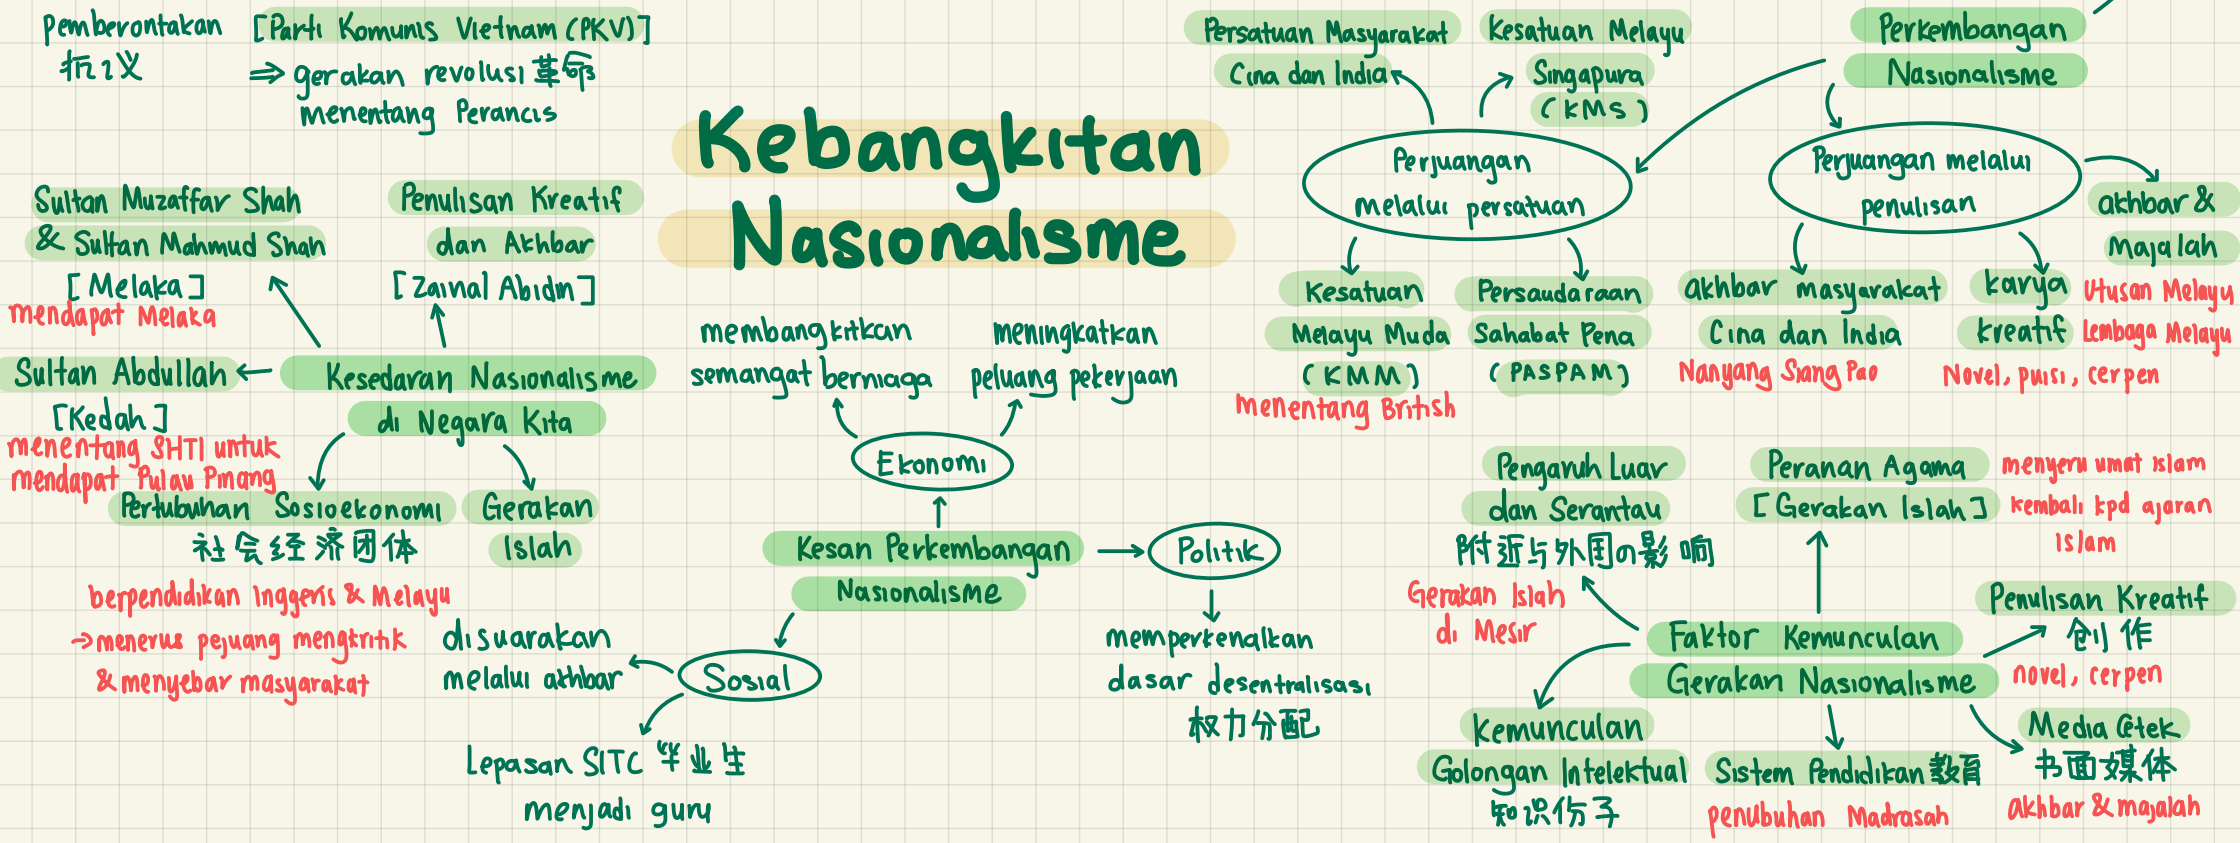 Pemberontakan
抗议
[Parti Komunis Vietnam (PKV)]
⇒ gerakan revolusi 革命
menentang Perancis
Kebangkitan
Nasionalisme
Persatuan Masyarakat
Cina dan India
Kesatuan Melayu
Singapura
(KMS)
Perkembangan
Nasionalisme
Perjuangan
melalui persatuan
Perjuangan melalui
penulisan
akhbar &
majalah
Utusan Melayu
Lembaga Melayu
Kesatuan
Melayu Muda
(KMM)
menentang British
Persaudaraan
Sahabat Pena
(PASPAM)
akhbar masyarakat
Cina dan India
Nanyang Siang Pao
karya
kreatif
Novel, puisi, cerpen
Sultan Muzaffar Shah
& Sultan Mahmud Shah
[Melaka]
mendapat Melaka
Penulisan Kreatif
dan Akhbar
[Zainal Abidin]
Sultan Abdullah
[Kedah]
menentang SHTI untuk
mendapat Pulau Pinang
Kesedaran Nasionalisme
di Negara Kita
Pertubuhan Sosioekonomi
社会经济团体
berpendidikan Inggeris & Melayu
→ menerus pejuang mengkritik
& menyebar masyarakat
Gerakan
Islah
membangkitkan
semangat berniaga
meningkatkan
peluang pekerjaan
Ekonomi
Kesan Perkembangan
Nasionalisme
Politik
memperkenalkan
dasar desentralisasi
权力分配
Sosial
disuarakan
melalui akhbar
Lepasan SITC 毕业生
menjadi guru
Pengaruh Luar
dan Serantau
附近与外国の影响
Gerakan Islah
di Mesir
Peranan Agama
[Gerakan Islah]
menyeru umat islam
kembali kpd ajaran
islam
Faktor Kemunculan
Gerakan Nasionalisme
Penulisan Kreatif
创作
novel, cerpen
Kemunculan
Golongan Intelektual
知识份子
Sistem Pendidikan 教育
penubuhan Madrasah
Media Cetek
书面媒体
akhbar & majalah